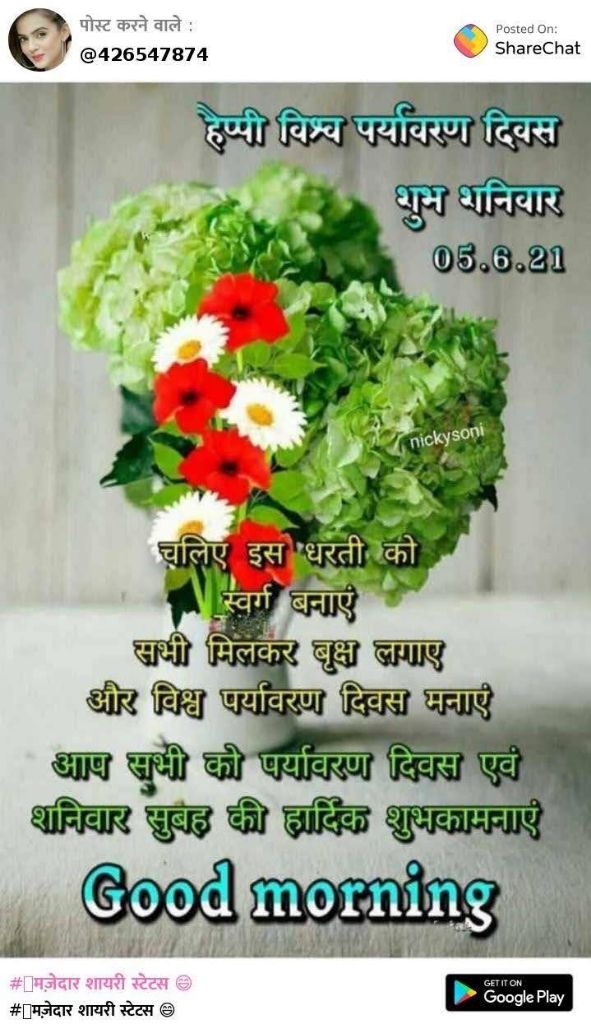 पोस्ट करने वाले :
@426547874
Posted On:
ShareChat
हैप्पी विश्व पर्यावरण दिवस
शुभ शनिवार
05.6.21
nickysoni
चलिए इस धरती को
स्वर्ग बनाएं
सभी मिलकर बृक्ष लगाए
और विश्व पर्यावरण दिवस मनाएं
आप सभी को पर्यावरण दिवस एवं
शनिवार सुबह की हार्दिक शुभकामनाएं
Good morning
#मज़ेदार शायरी स्टेटस 😄
#मज़ेदार शायरी स्टेटस 😄
GET IT ON
Google Play